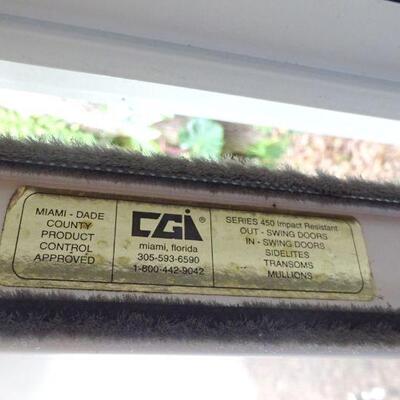 MIAMI - DADE
COUNTY
PRODUCT
CONTROL
APPROVED
CGI®
miami, florida
305-593-6590
1-800-442-9042
SERIES 450 Impact Resistant
OUT - SWING DOORS
IN - SWING DOORS
SIDELITES
TRANSOMS
MULLIONS